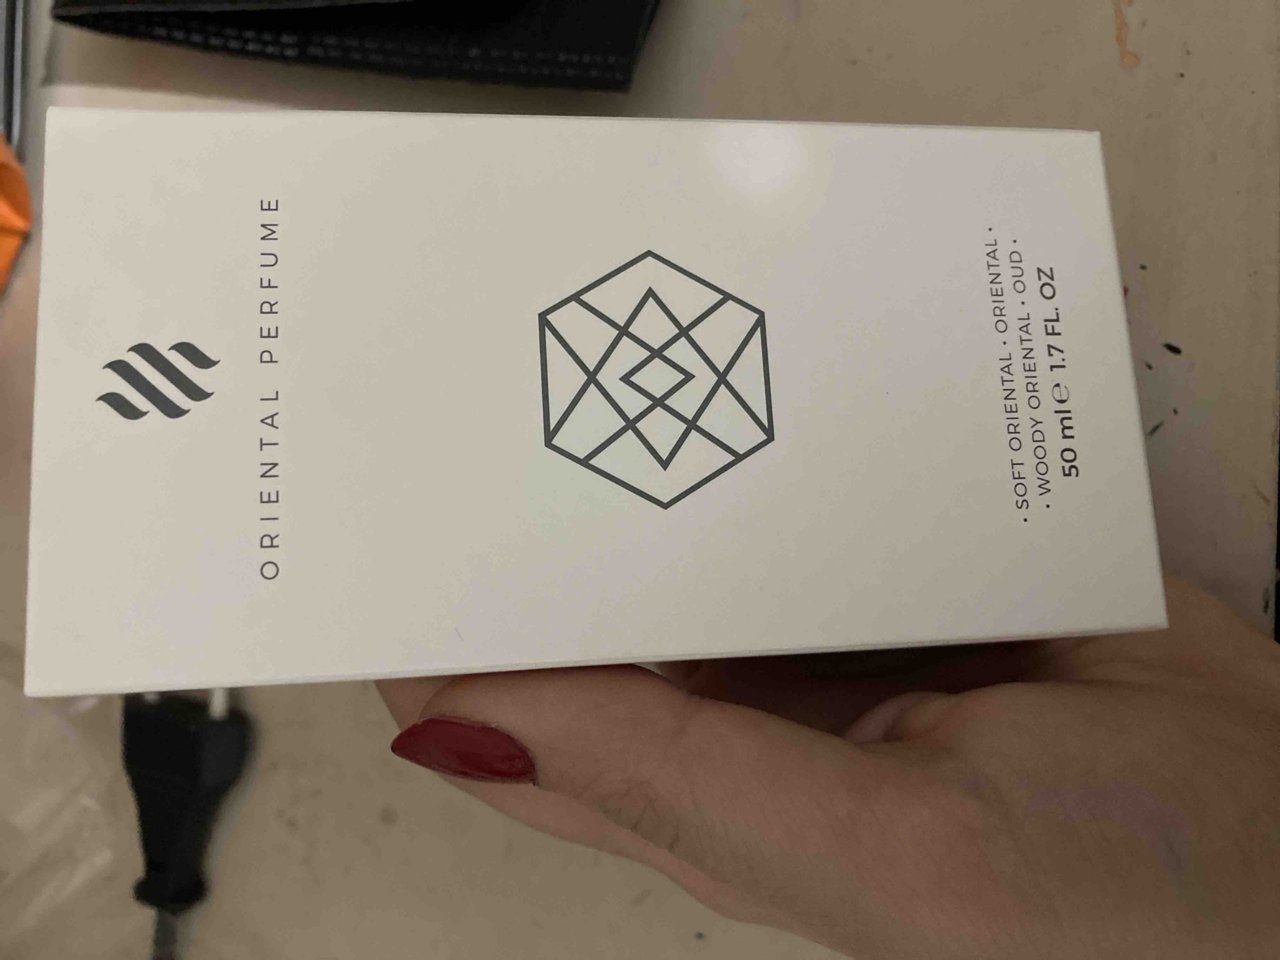 ORIENTAL PERFUME
· SOFT ORIENTAL · ORIENTAL ·
· WOODY ORIENTAL · OUD ·
50 ml ℮ 1.7 FL. OZ